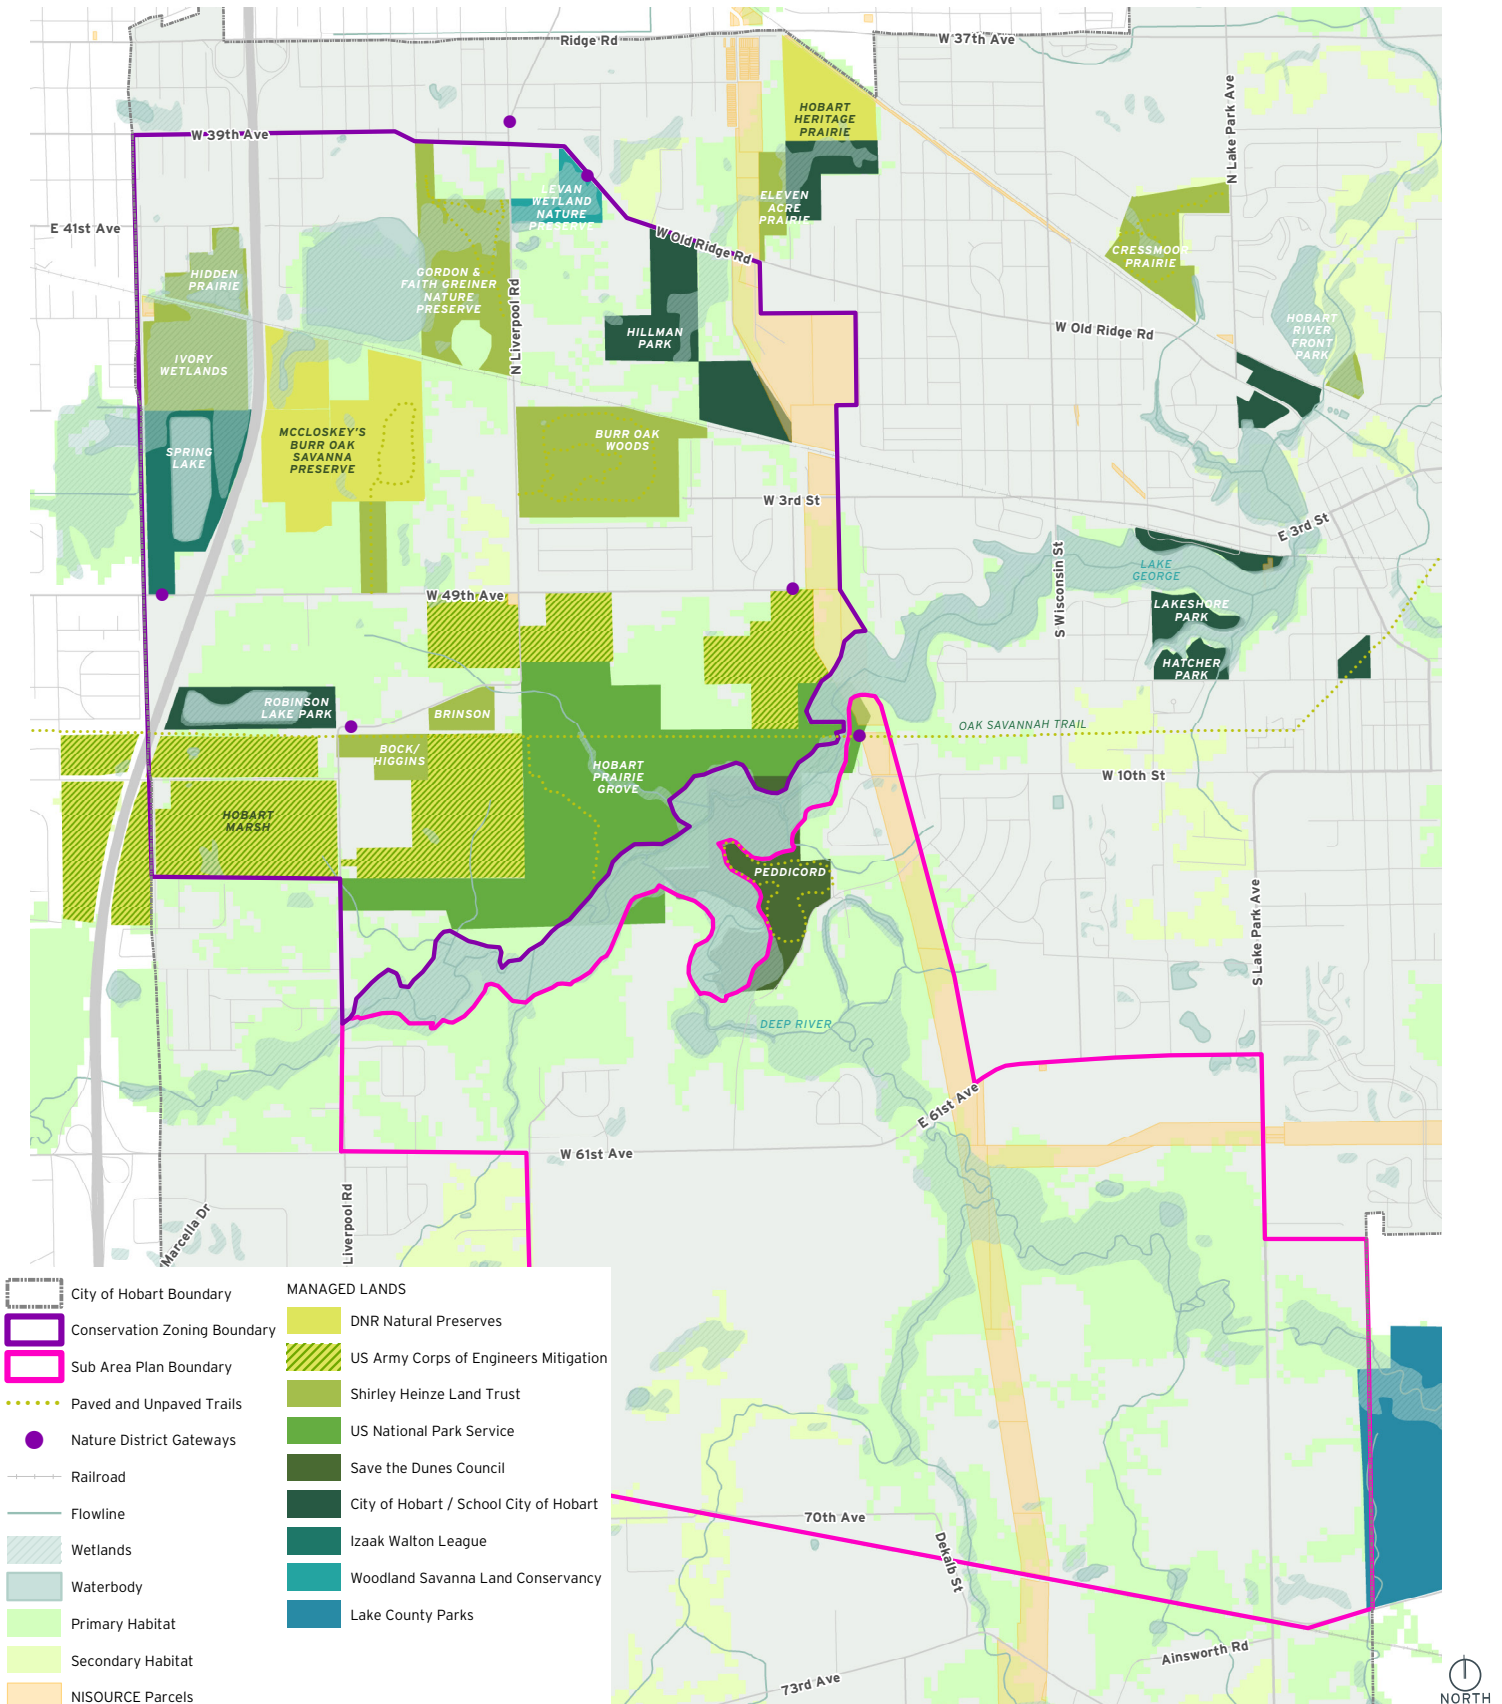 Ridge Rd
W 37th Ave
N Lake Park Ave
HOBART
HERITAGE
PRAIRIE
W 39th Ave
LEVAN
WETLAND
NATURE
PRESERVE
ELEVEN
ACRE
PRAIRIE
E 41st Ave
W Old Ridge Rd
CRESSMOOR
PRAIRIE
HIDDEN
PRAIRIE
GORDON &
FAITH GREINER
NATURE
PRESERVE
N Liverpool Rd
HILLMAN
PARK
W Old Ridge Rd
HOBART
RIVER
FRONT
PARK
IVORY
WETLANDS
MCCLOSKEY'S
BURR OAK
SAVANNA
PRESERVE
BURR OAK
WOODS
SPRING
LAKE
W 3rd St
E 3rd St
S Wisconsin St
LAKE
GEORGE
W 49th Ave
LAKESHORE
PARK
HATCHER
PARK
ROBINSON
LAKE PARK
BRINSON
OAK SAVANNAH TRAIL
BOCK/
HIGGINS
HOBART
PRAIRIE
GROVE
W 10th St
HOBART
MARSH
PEDDICORD
S Lake Park Ave
DEEP RIVER
E 61st Ave
W 61st Ave
Marcella Dr
Liverpool Rd
70th Ave
Dekalb St
Ainsworth Rd
73rd Ave
City of Hobart Boundary
Conservation Zoning Boundary
Sub Area Plan Boundary
Paved and Unpaved Trails
Nature District Gateways
Railroad
Flowline
Wetlands
Waterbody
Primary Habitat
Secondary Habitat
NISOURCE Parcels
MANAGED LANDS
DNR Natural Preserves
US Army Corps of Engineers Mitigation
Shirley Heinze Land Trust
US National Park Service
Save the Dunes Council
City of Hobart / School City of Hobart
Izaak Walton League
Woodland Savanna Land Conservancy
Lake County Parks
NORTH